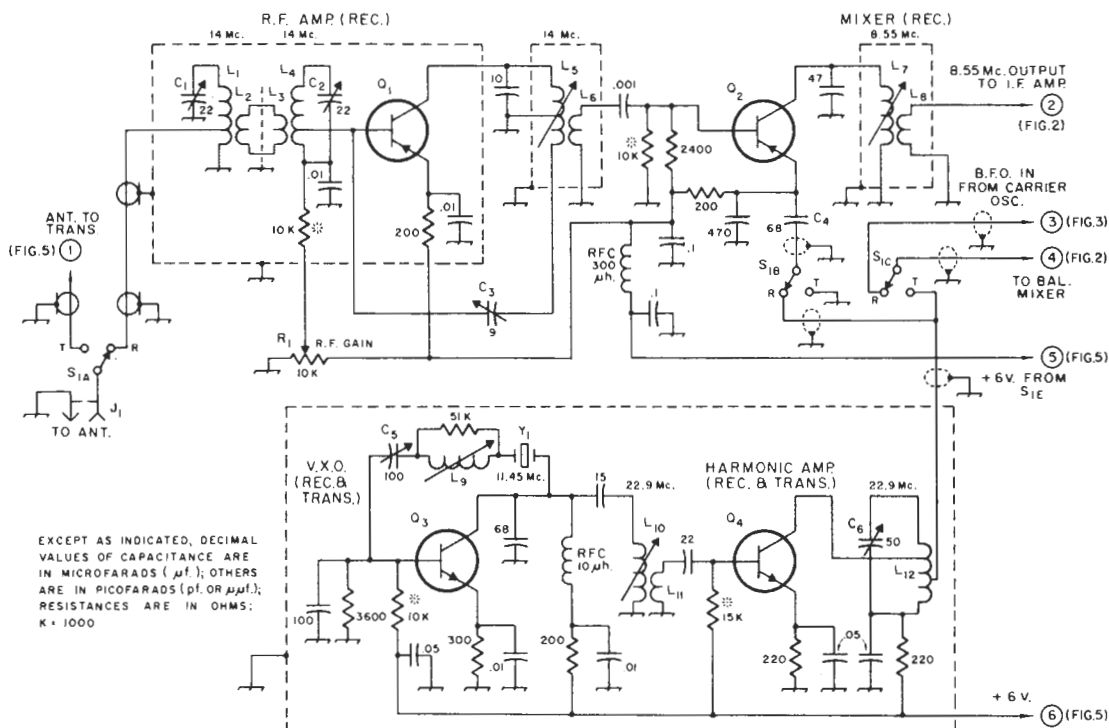 R.F. AMP. (REC.)
14 Mc. 14 Mc.
14 Mc.
MIXER (REC.)
8.55 Mc.
C1
22
L1
L2
L3
L4
C2
22
Q1
10
L5
L6
.001
Q2
47
L7
L8
8.55 Mc. OUTPUT
TO I.F. AMP.
2
(FIG.2)
.01
10K
.01
200
10K
2400
200
470
68
C4
.1
RFC
300
μh.
.1
B.F.O. IN
FROM CARRIER
OSC.
3 (FIG.3)
4 (FIG.2)
TO BAL.
MIXER
S1B
R
T
S1C
R
T
ANT. TO
TRANS.
(FIG.5) 1
T
R
S1A
J1
TO ANT.
C3
9
R1
R.F. GAIN
10K
5 (FIG.5)
+6V. FROM
S1E
V.X.O.
(REC.&
TRANS.)
C5
100
51K
L9
Y1
11.45 Mc.
Q3
68
15
22.9 Mc.
L10
L11
22
RFC
10μh.
HARMONIC AMP.
(REC. & TRANS.)
Q4
22.9 Mc.
C6
50
L12
100
3600
10K
.05
300
.01
200
.01
15K
220
.05
220
+6 V.
6 (FIG.5)
EXCEPT AS INDICATED, DECIMAL
VALUES OF CAPACITANCE ARE
IN MICROFARADS (μf.); OTHERS
ARE IN PICOFARADS (pf. OR μμf.);
RESISTANCES ARE IN OHMS;
K = 1000